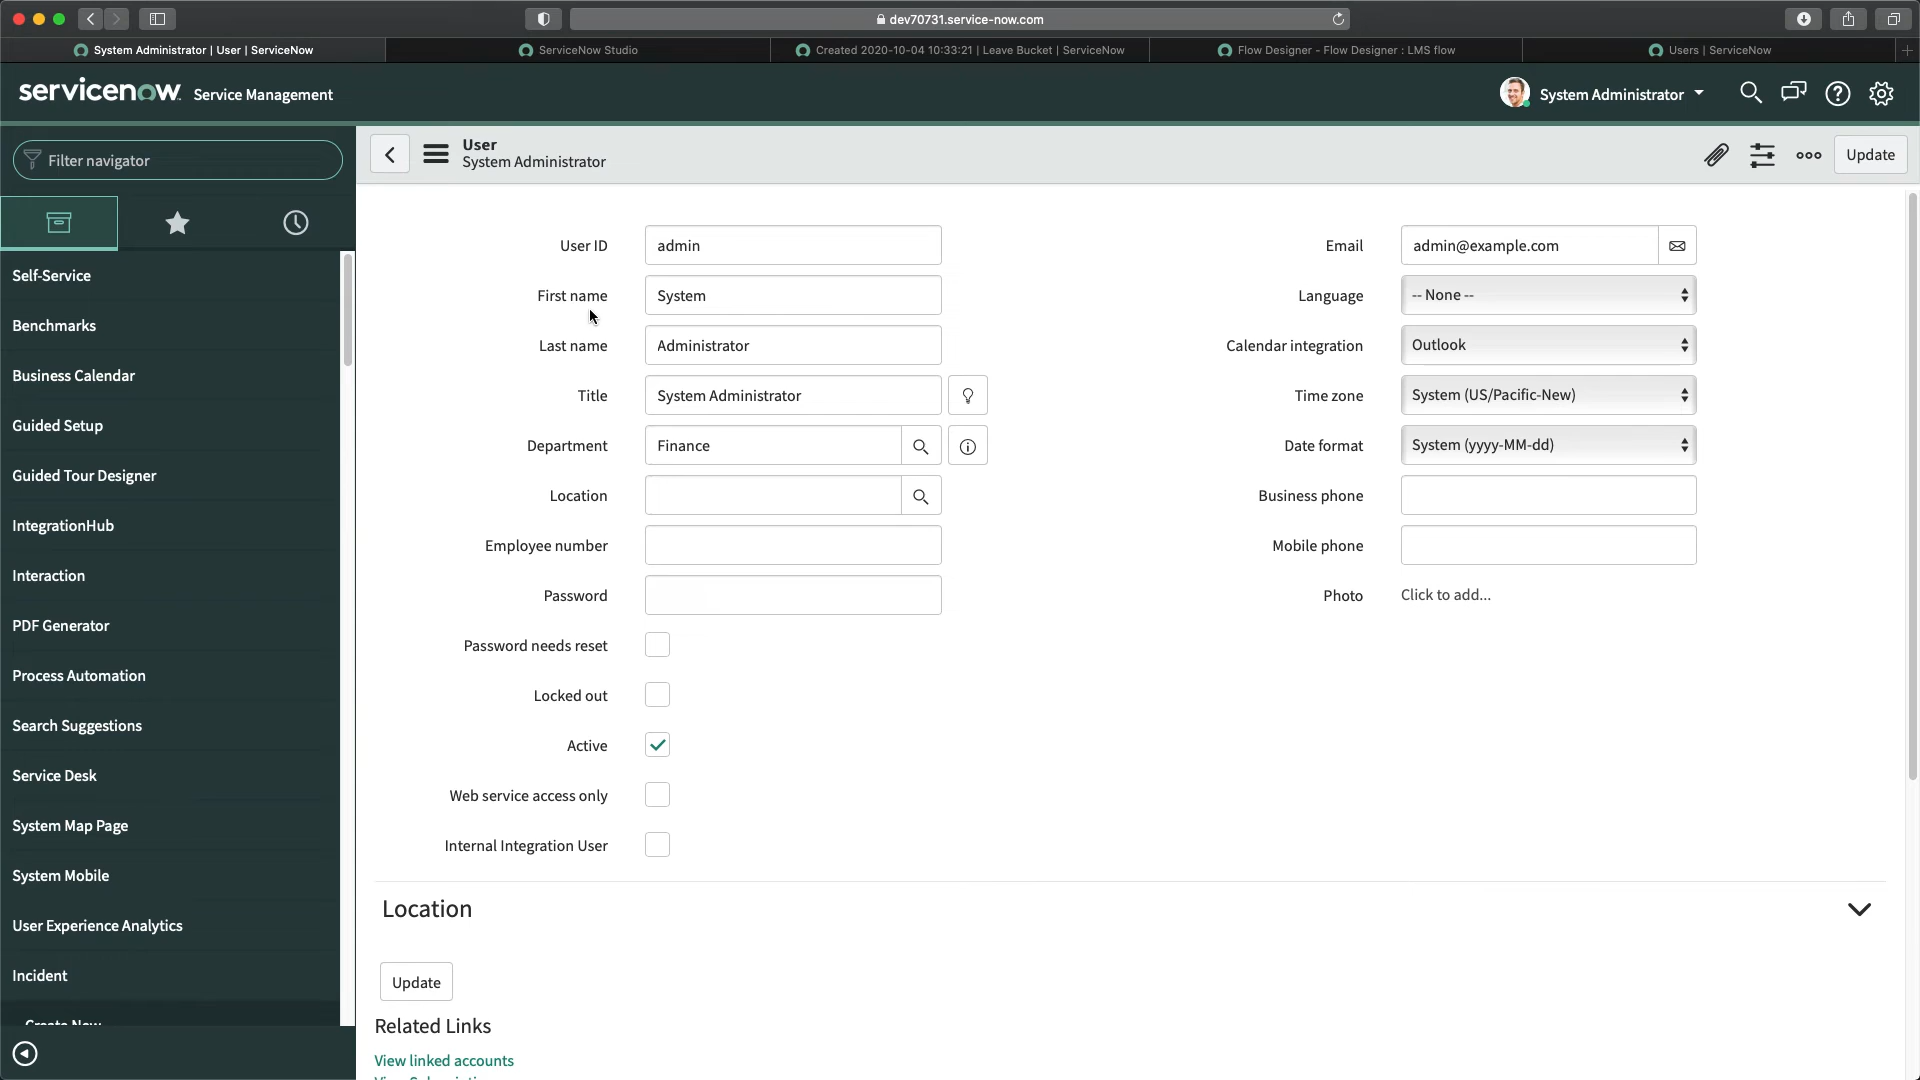 dev70731.service-now.com
System Administrator | User | ServiceNow
ServiceNow Studio
Created 2020-10-04 10:33:21 | Leave Bucket | ServiceNow
Flow Designer - Flow Designer : LMS flow
Users | ServiceNow
servicenow Service Management
System Administrator
Filter navigator
User
System Administrator
Update
Self-Service
Benchmarks
Business Calendar
Guided Setup
Guided Tour Designer
IntegrationHub
Interaction
PDF Generator
Process Automation
Search Suggestions
Service Desk
System Map Page
System Mobile
User Experience Analytics
Incident
Create New
User ID admin
First name System
Last name Administrator
Title System Administrator
Department Finance
Location
Employee number
Password
Password needs reset
Locked out
Active
Web service access only
Internal Integration User
Email admin@example.com
Language -- None --
Calendar integration Outlook
Time zone System (US/Pacific-New)
Date format System (yyyy-MM-dd)
Business phone
Mobile phone
Photo Click to add...
Location
Update
Related Links
View linked accounts